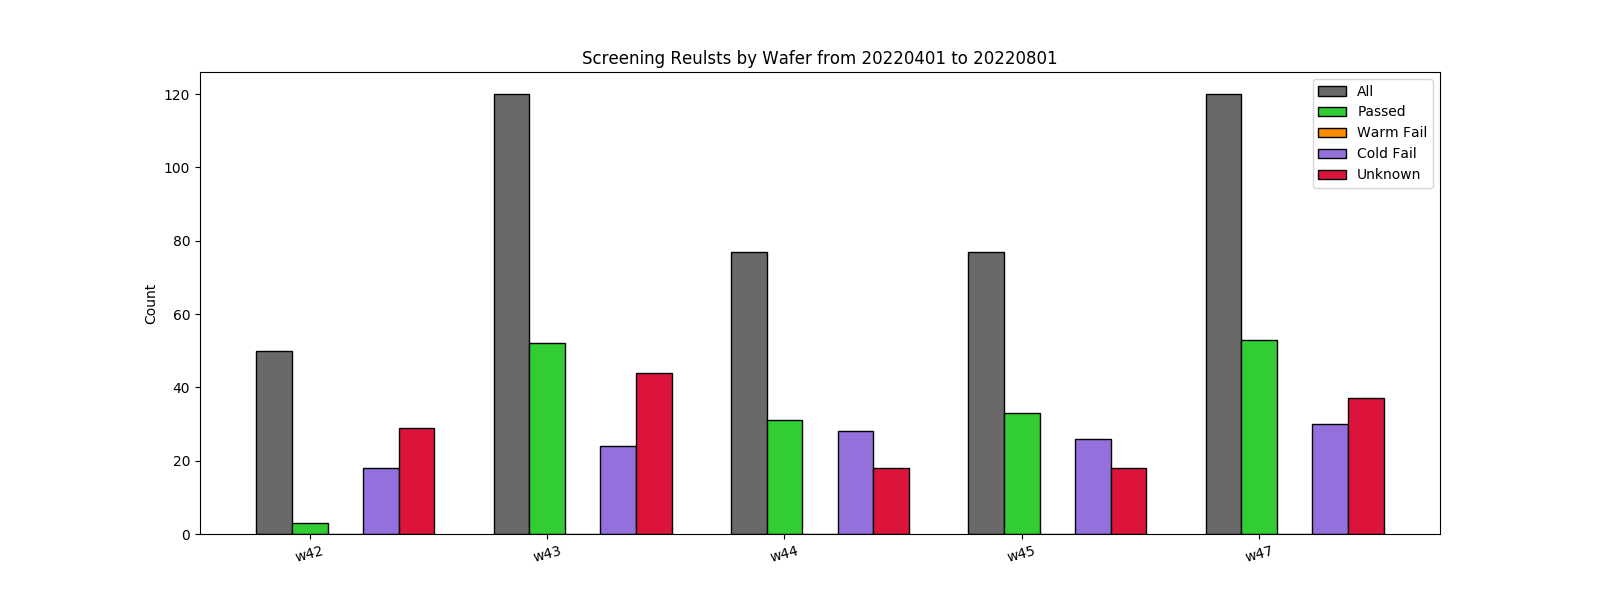 Screening Reulsts by Wafer from 20220401 to 20220801
120
100
80
60
40
20
0
Count
All
Passed
Warm Fail
Cold Fail
Unknown
w42
w43
w44
w45
w47